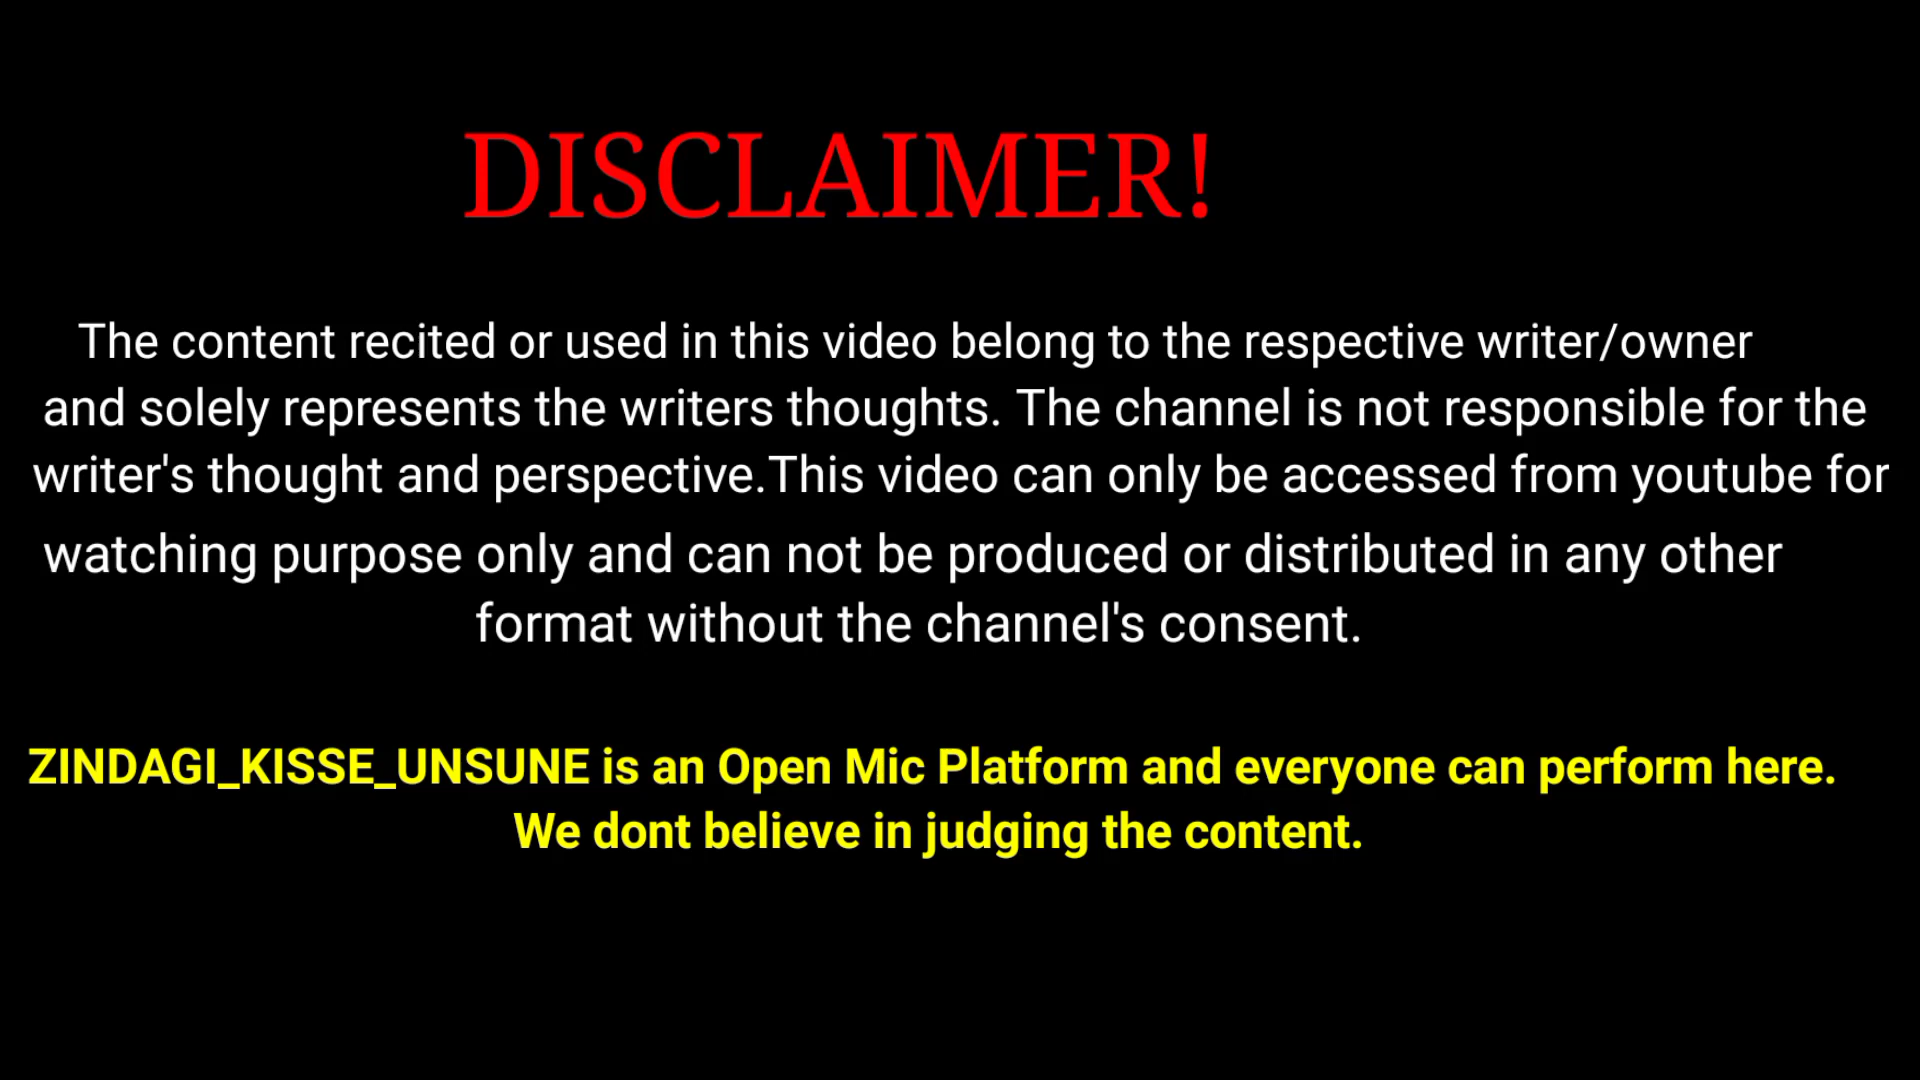 DISCLAIMER!
The content recited or used in this video belong to the respective writer/owner
and solely represents the writers thoughts. The channel is not responsible for the
writer's thought and perspective.This video can only be accessed from youtube for
watching purpose only and can not be produced or distributed in any other
format without the channel's consent.
ZINDAGI_KISSE_UNSUNE is an Open Mic Platform and everyone can perform here.
We dont believe in judging the content.